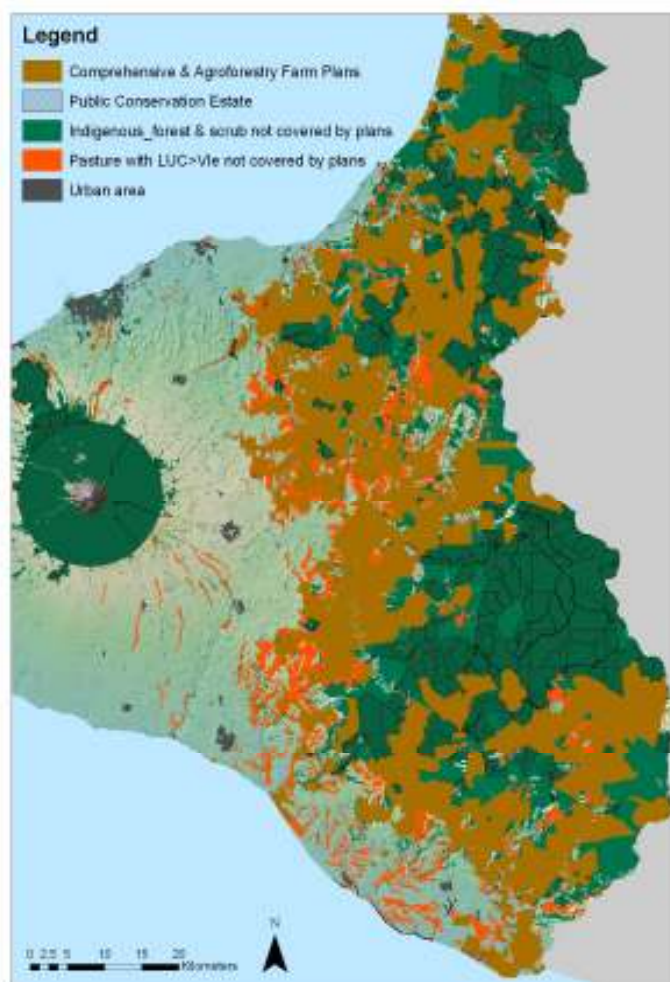 Legend
Comprehensive & Agroforestry Farm Plans
Public Conservation Estate
Indigenous_forest & scrub not covered by plans
Pasture with LUC>VIe not covered by plans
Urban area
N
0 2.5 5 10 15 20
Kilometers